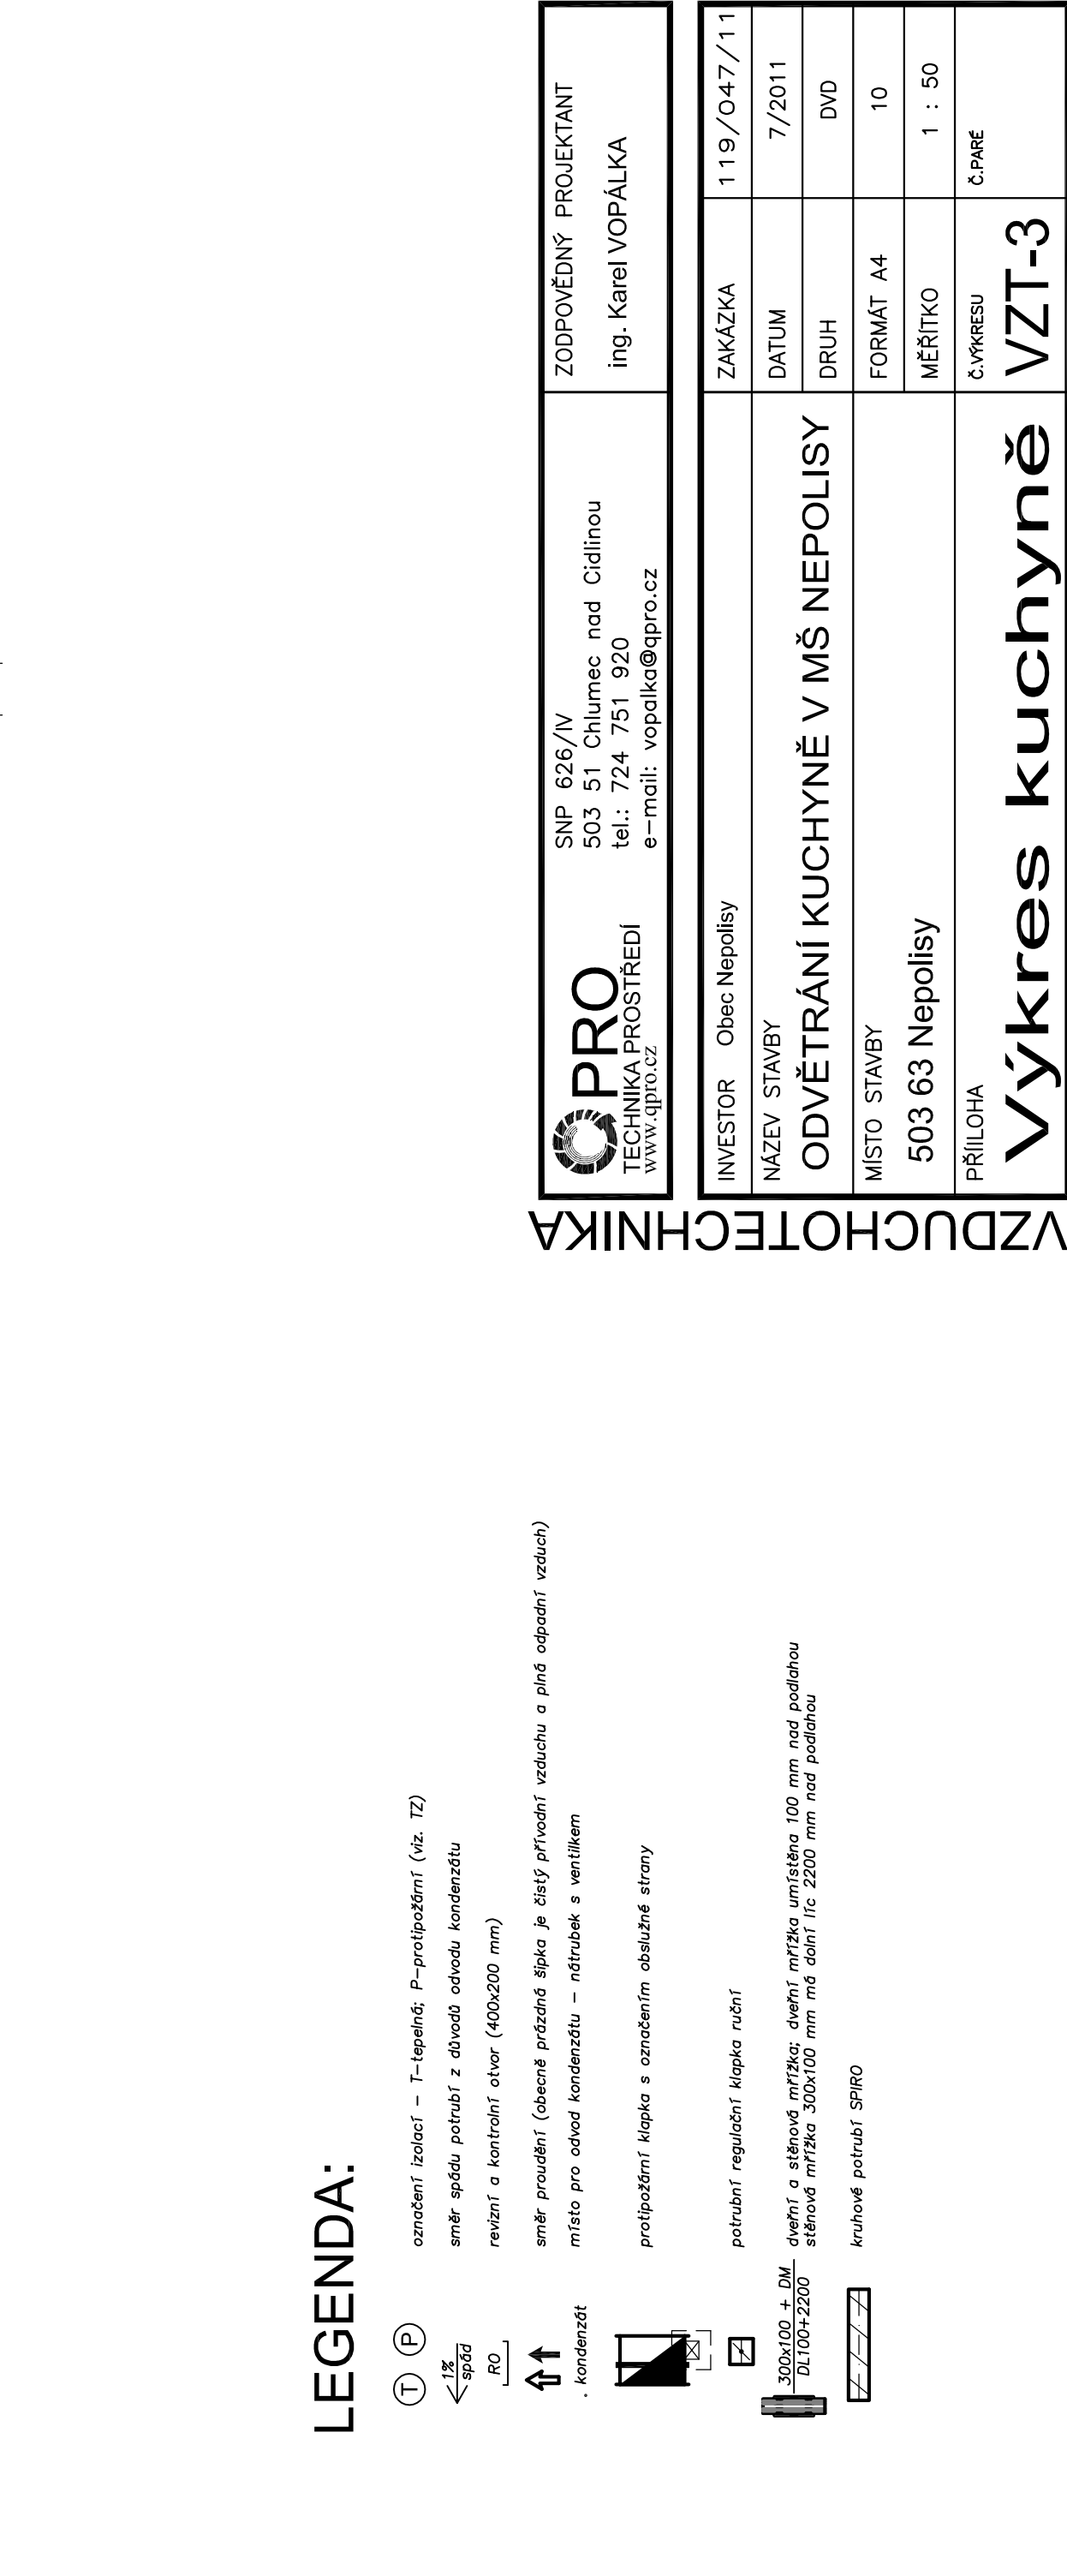 LEGENDA:
T P označení izolací – T–tepelná; P–protipožární (viz. TZ)
1% spád směr spádu potrubí z důvodů odvodu kondenzátu
RO revizní a kontrolní otvor (400x200 mm)
směr proudění (obecně prázdná šipka je čistý přívodní vzduchu a plná odpadní vzduch)
. kondenzát místo pro odvod kondenzátu – nátrubek s ventilkem
protipožární klapka s označením obslužné strany
potrubní regulační klapka ruční
300x100 + DM dveřní a stěnová mřížka; dveřní mřížka umístěna 100 mm nad podlahou
DL100+2200 stěnová mřížka 300x100 mm má dolní líc 2200 mm nad podlahou
kruhové potrubí SPIRO
VZDUCHOTECHNIKA
PRO
TECHNIKA PROSTŘEDÍ
www.qpro.cz
SNP 626/IV
503 51 Chlumec nad Cidlinou
tel.: 724 751 920
e–mail: vopalka@qpro.cz
ZODPOVĚDNÝ PROJEKTANT
ing. Karel VOPÁLKA
INVESTOR Obec Nepolisy
ZAKÁZKA 119/047/11
NÁZEV STAVBY
ODVĚTRÁNÍ KUCHYNĚ V MŠ NEPOLISY
DATUM 7/2011
DRUH DVD
MÍSTO STAVBY
503 63 Nepolisy
FORMÁT A4 10
MĚŘÍTKO 1 : 50
PŘIILOHA
Výkres kuchyně
Č.VÝKRESU
VZT-3
Č.PARÉ